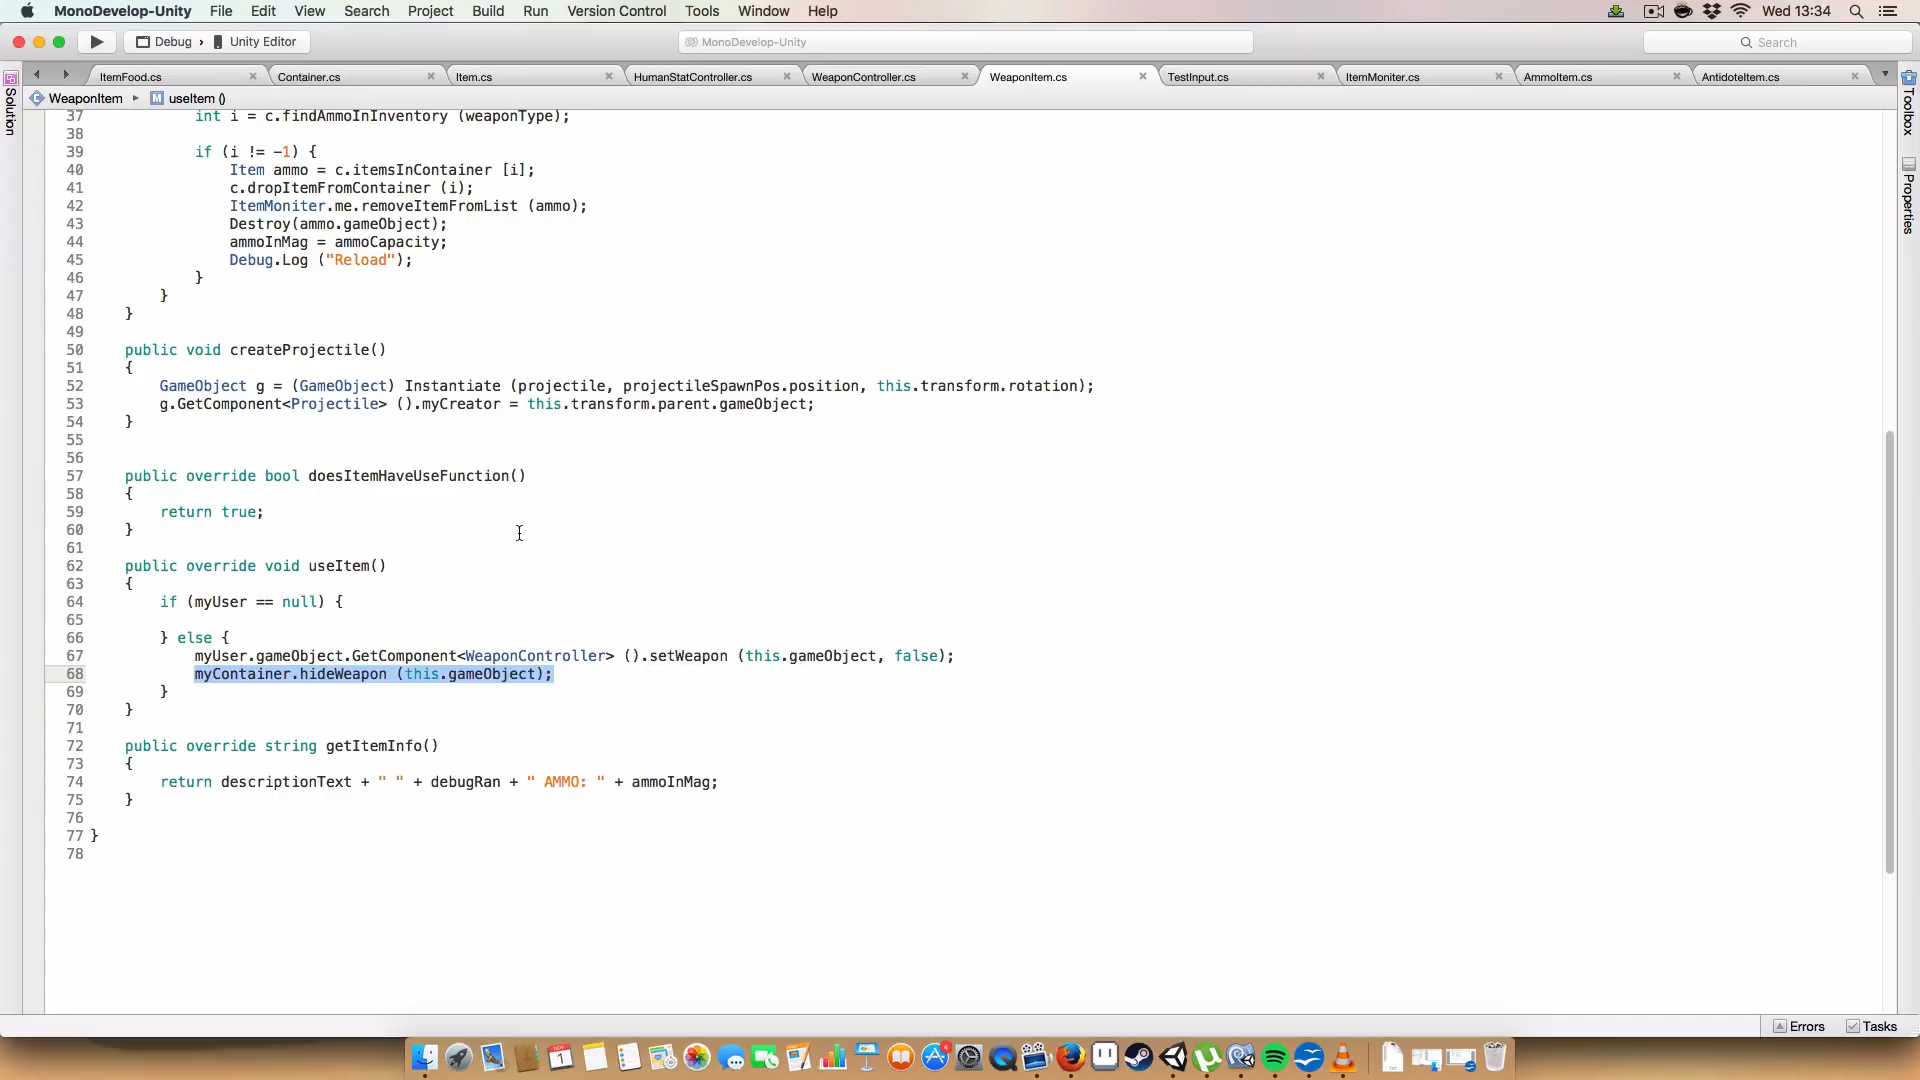 MonoDevelop-Unity File Edit View Search Project Build Run Version Control Tools Window Help Wed 13:34
Debug › Unity Editor MonoDevelop-Unity Search
ItemFood.cs Container.cs Item.cs HumanStatController.cs WeaponController.cs WeaponItem.cs TestInput.cs ItemMoniter.cs AmmoItem.cs AntidoteItem.cs
WeaponItem useItem ()
Solution
Toolbox
Properties
37 int i = c.findAmmoInInventory (weaponType);
38
39 if (i != -1) {
40 Item ammo = c.itemsInContainer [i];
41 c.dropItemFromContainer (i);
42 ItemMoniter.me.removeItemFromList (ammo);
43 Destroy(ammo.gameObject);
44 ammoInMag = ammoCapacity;
45 Debug.Log ("Reload");
46 }
47 }
48 }
49
50 public void createProjectile()
51 {
52 GameObject g = (GameObject) Instantiate (projectile, projectileSpawnPos.position, this.transform.rotation);
53 g.GetComponent<Projectile> ().myCreator = this.transform.parent.gameObject;
54 }
55
56
57 public override bool doesItemHaveUseFunction()
58 {
59 return true;
60 }
61
62 public override void useItem()
63 {
64 if (myUser == null) {
65
66 } else {
67 myUser.gameObject.GetComponent<WeaponController> ().setWeapon (this.gameObject, false);
68 myContainer.hideWeapon (this.gameObject);
69 }
70 }
71
72 public override string getItemInfo()
73 {
74 return descriptionText + " " + debugRan + " AMMO: " + ammoInMag;
75 }
76
77 }
78
Errors Tasks